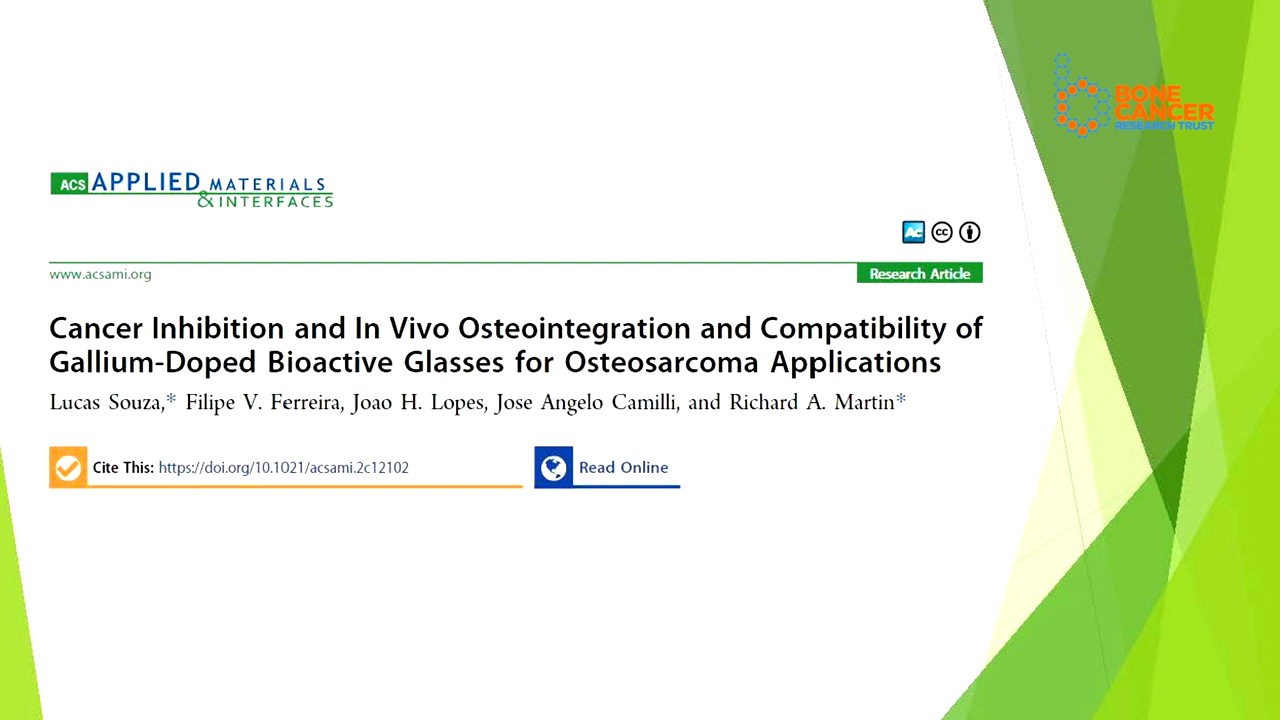 BONE
CANCER
RESEARCH TRUST
ACS APPLIED MATERIALS
& INTERFACES
Ac cc
www.acsami.org
Research Article
Cancer Inhibition and In Vivo Osteointegration and Compatibility of
Gallium-Doped Bioactive Glasses for Osteosarcoma Applications
Lucas Souza,* Filipe V. Ferreira, Joao H. Lopes, Jose Angelo Camilli, and Richard A. Martin*
Cite This: https://doi.org/10.1021/acsami.2c12102
Read Online